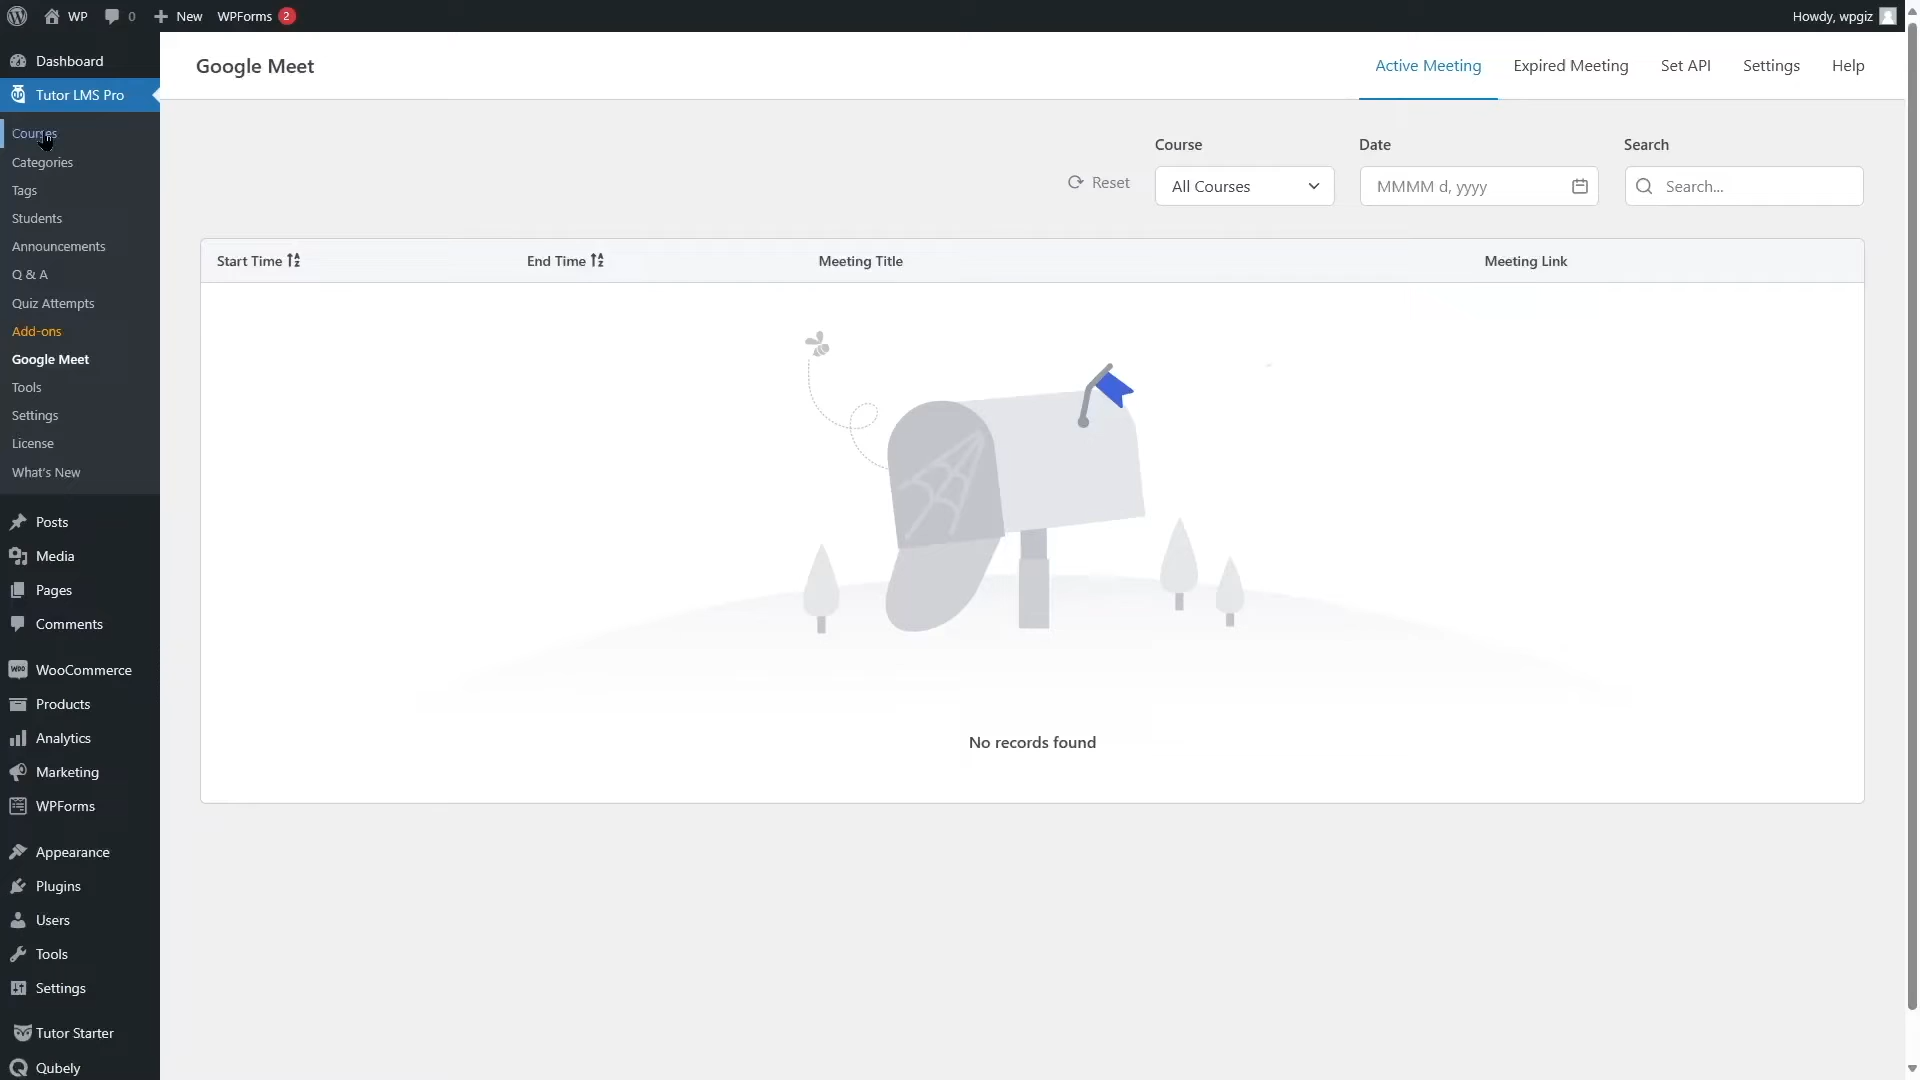 WP
0
New
WPForms 2
Howdy, wpgiz
Dashboard
Tutor LMS Pro
Courses
Categories
Tags
Students
Announcements
Q & A
Quiz Attempts
Add-ons
Google Meet
Tools
Settings
License
What's New
Posts
Media
Pages
Comments
WooCommerce
Products
Analytics
Marketing
WPForms
Appearance
Plugins
Users
Tools
Settings
Tutor Starter
Qubely
Google Meet
Active Meeting Expired Meeting Set API Settings Help
Course Date Search
Reset All Courses MMMM d, yyyy Search...
Start Time End Time Meeting Title Meeting Link
No records found